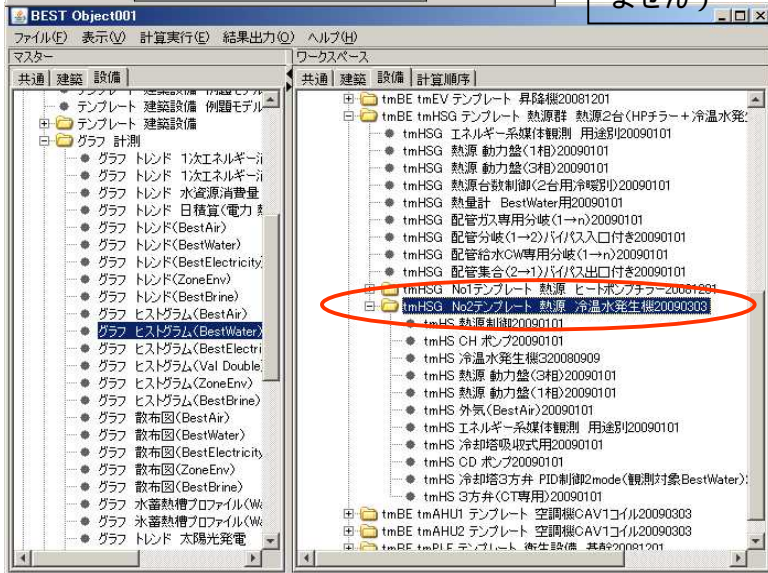 ません)
BEST Object001
ファイル(F) 表示(V) 計算実行(E) 結果出力(O) ヘルプ(H)
マスター
共通 建築 設備
テンプレート 建築設備 例題モデル
テンプレート 建築設備
グラフ 計測
グラフ トレンド 1次エネルギー
グラフ トレンド 1次エネルギー
グラフ トレンド 水資源消費量
グラフ トレンド 日積算(電力
グラフ トレンド(BestAir)
グラフ トレンド(BestWater)
グラフ トレンド(BestElectricity)
グラフ トレンド(ZoneEnv)
グラフ トレンド(BestBrine)
グラフ ヒストグラム(BestAir)
グラフ ヒストグラム(BestWater)
グラフ ヒストグラム(BestElectri
グラフ ヒストグラム(Val Double
グラフ ヒストグラム(ZoneEnv)
グラフ ヒストグラム(BestBrine)
グラフ 散布図(BestAir)
グラフ 散布図(BestWater)
グラフ 散布図(BestElectricity
グラフ 散布図(ZoneEnv)
グラフ 散布図(BestBrine)
グラフ 水蓄熱槽プロファイル(Wa
グラフ 氷蓄熱槽プロファイル(Wa
グラフ トレンド 太陽光発電
ワークスペース
共通 建築 設備 計算順序
tmBE tmEV テンプレート 昇降機20081201
tmBE tmHSG テンプレート 熱源群 熱源2台(HPチラー+冷温水発
tmHSG エネルギー系媒体観測 用途別20090101
tmHSG 熱源 動力盤(1相)20090101
tmHSG 熱源 動力盤(3相)20090101
tmHSG 熱源台数制御(2台用冷暖別)20090101
tmHSG 熱量計 BestWater用20090101
tmHSG 配管ガス専用分岐(1→n)20090101
tmHSG 配管分岐(1→2)バイパス入口付き20090101
tmHSG 配管給水CW専用分岐(1→n)20090101
tmHSG 配管集合(2→1)バイパス出口付き20090101
tmHSG No1テンプレート 熱源 ヒートポンプチラー20081201
tmHSG No2テンプレート 熱源 冷温水発生機20090303
tmHS 熱源制御20090101
tmHS CH ポンプ20090101
tmHS 冷温水発生機320080909
tmHS 熱源 動力盤(3相)20090101
tmHS 熱源 動力盤(1相)20090101
tmHS 外気(BestAir)20090101
tmHS エネルギー系媒体観測 用途別20090101
tmHS 冷却塔吸収式用20090101
tmHS CD ポンプ20090101
tmHS 冷却塔3方弁 PID制御2mode(観測対象BestWater)
tmHS 3方弁(CT専用)20090101
tmBE tmAHU1 テンプレート 空調機CAV1コイル20090303
tmBE tmAHU2 テンプレート 空調機CAV1コイル20090303
tmBE tmPLF テンプレート 衛生設備 基幹20081201